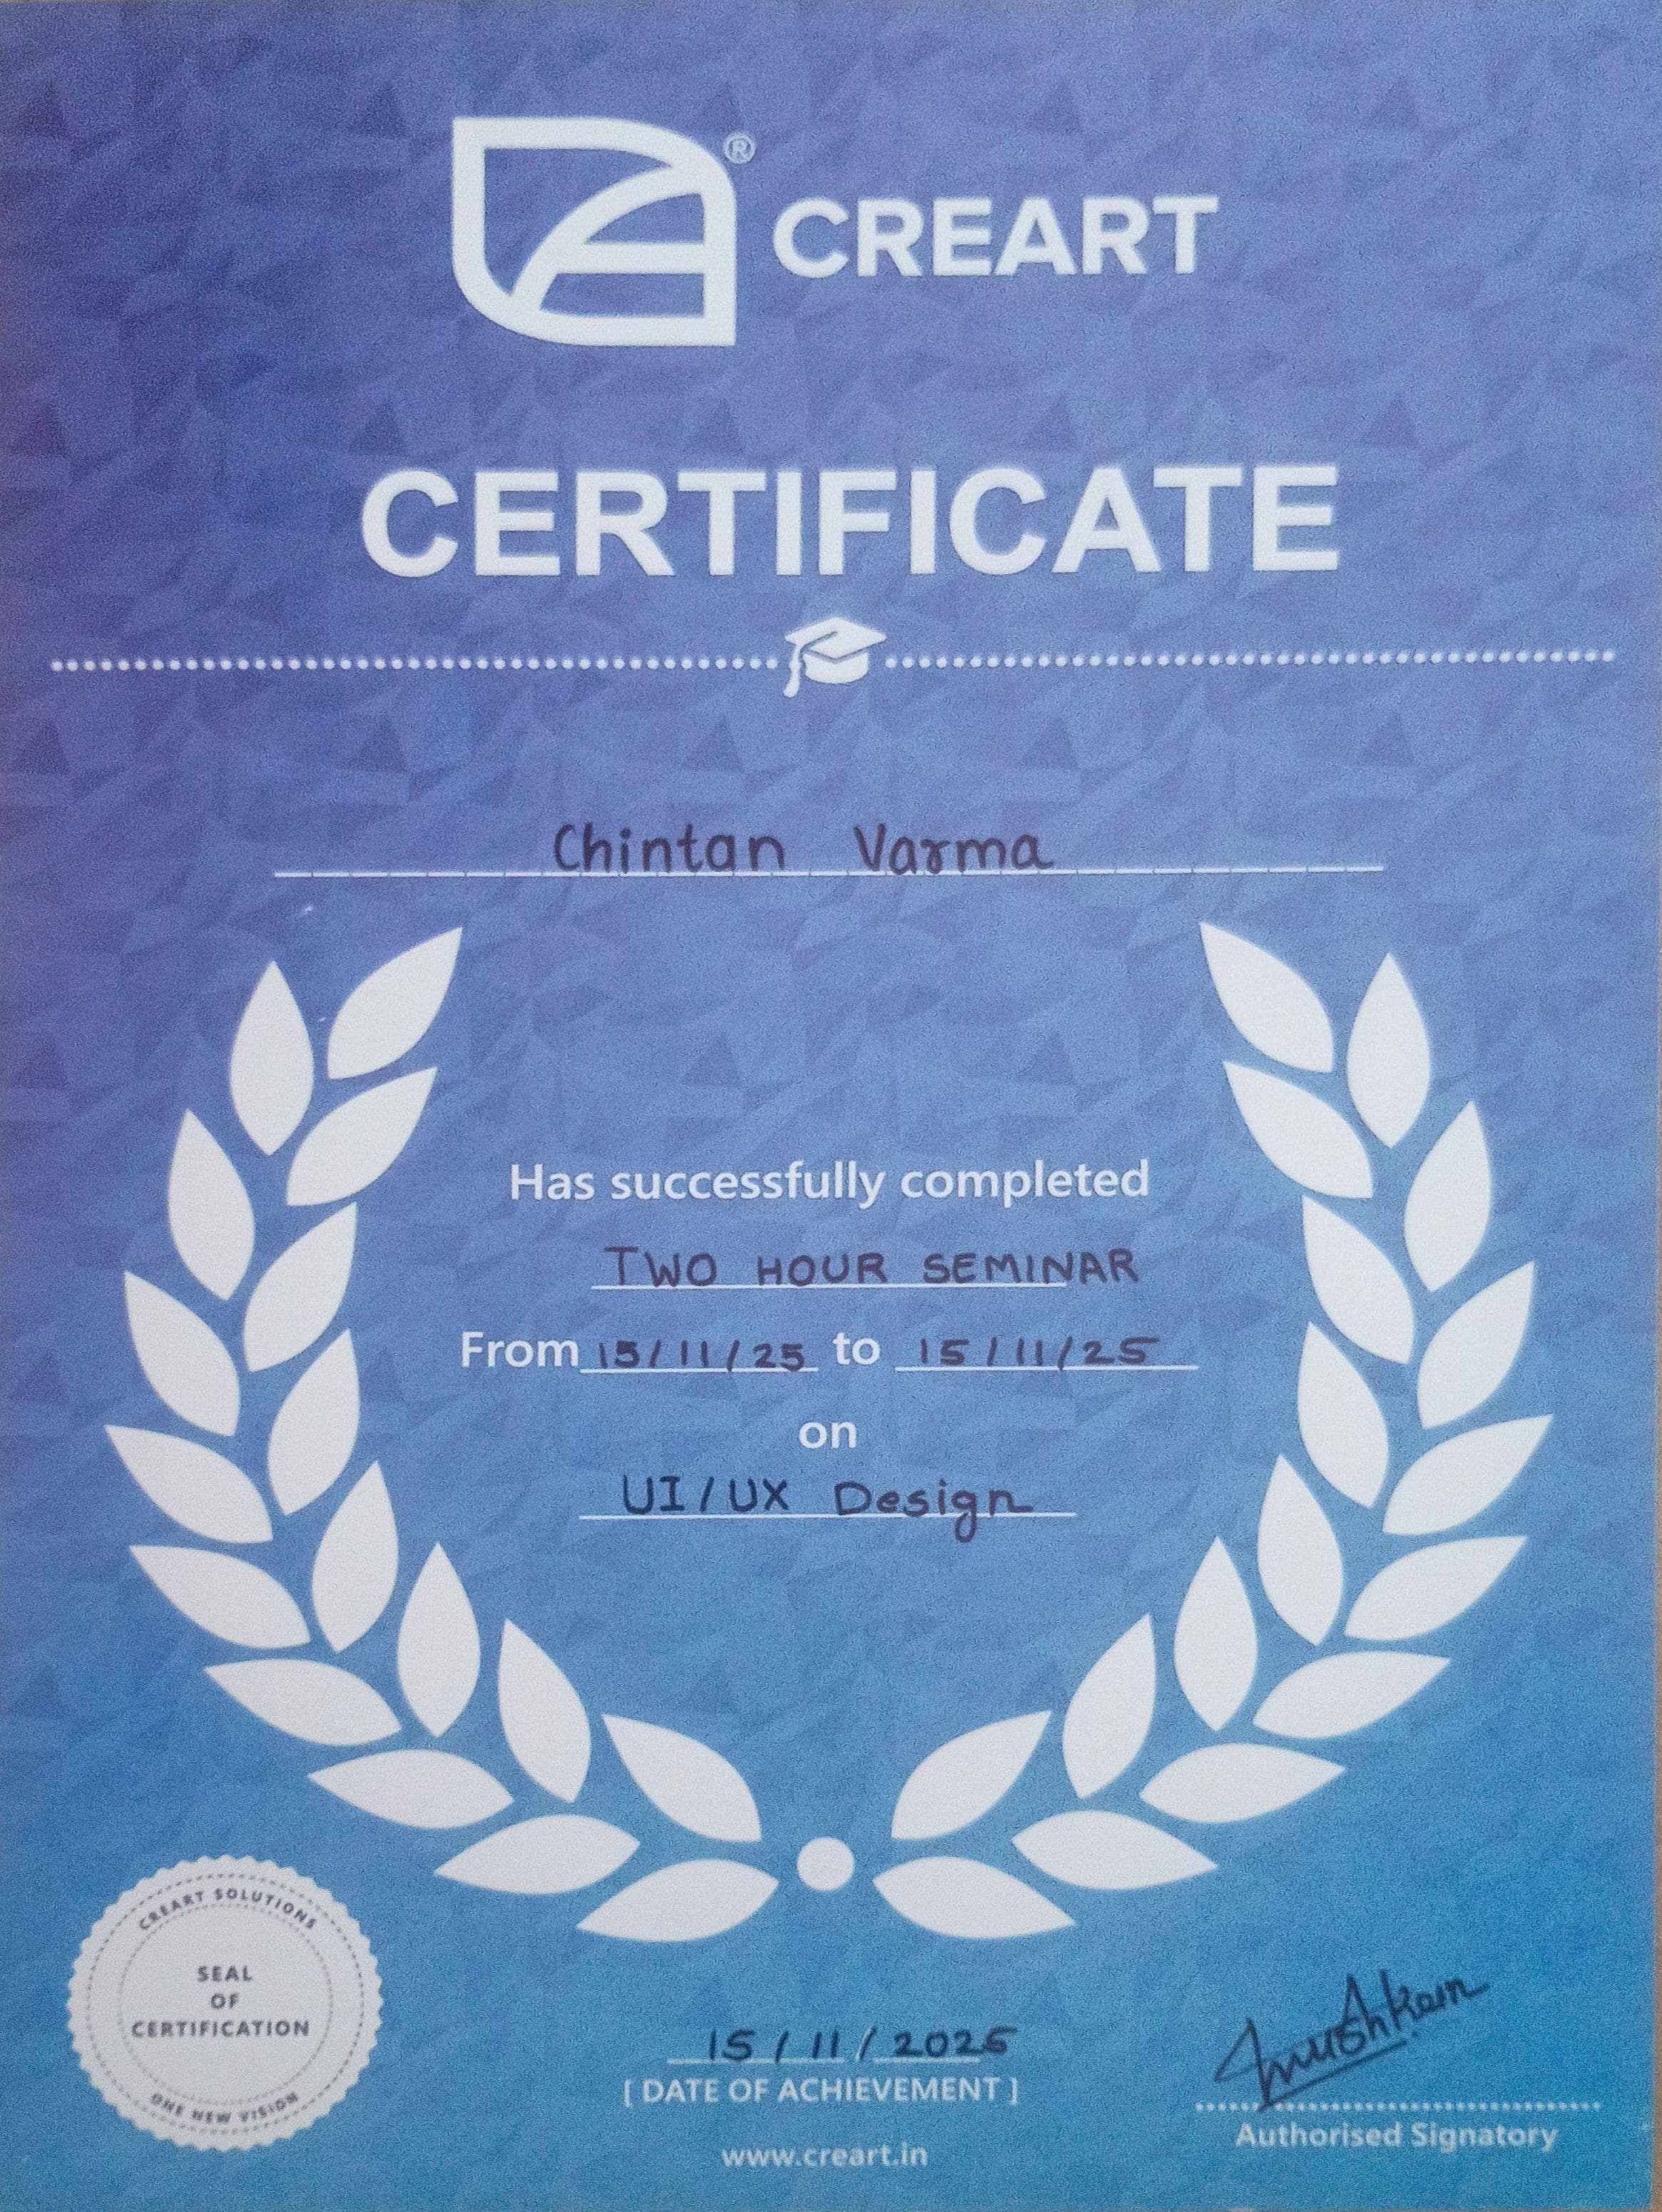 ®
CREART
CERTIFICATE
Chintan Varma
Has successfully completed
TWO HOUR SEMINAR
From 15/11/25 to 15/11/25
on
UI/UX Design
CREART SOLUTIONS
SEAL
OF
CERTIFICATION
ONE NEW VISION
15/11/2025
[ DATE OF ACHIEVEMENT ]
www.creart.in
Authorised Signatory